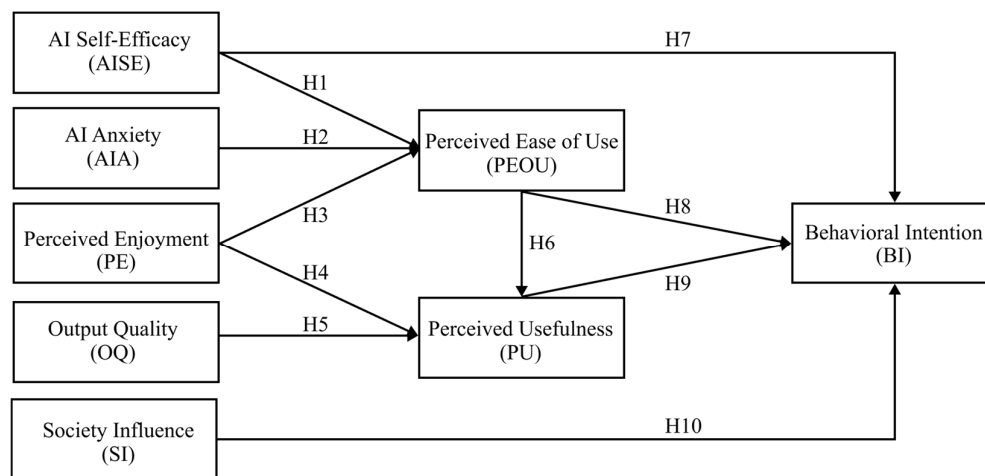 AI Self-Efficacy
(AISE)
H7
H1
AI Anxiety
(AIA)
H2
Perceived Ease of Use
(PEOU)
Perceived Enjoyment
(PE)
H3
H8
H6
Behavioral Intention
(BI)
H4
H9
Output Quality
(OQ)
H5
Perceived Usefulness
(PU)
Society Influence
(SI)
H10